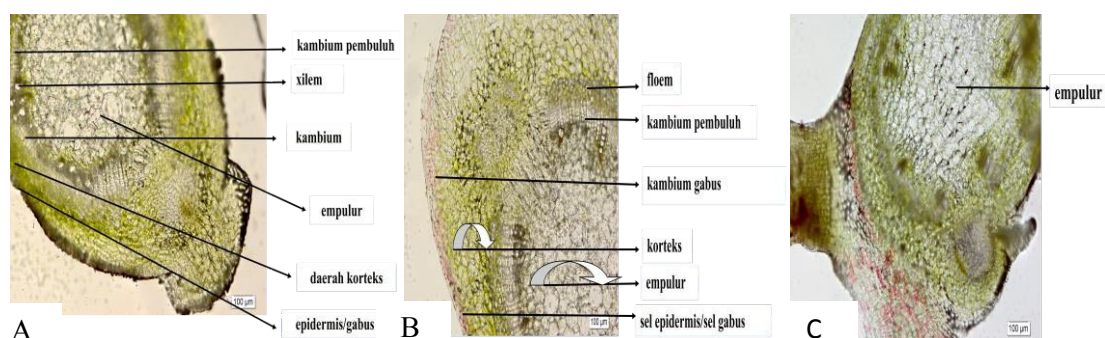 kambium pembuluh
xilem
kambium
empulur
daerah korteks
epidermis/gabus
100 µm
A
floem
kambium pembuluh
kambium gabus
korteks
empulur
sel epidermis/sel gabus
100 µm
B
empulur
100 µm
C